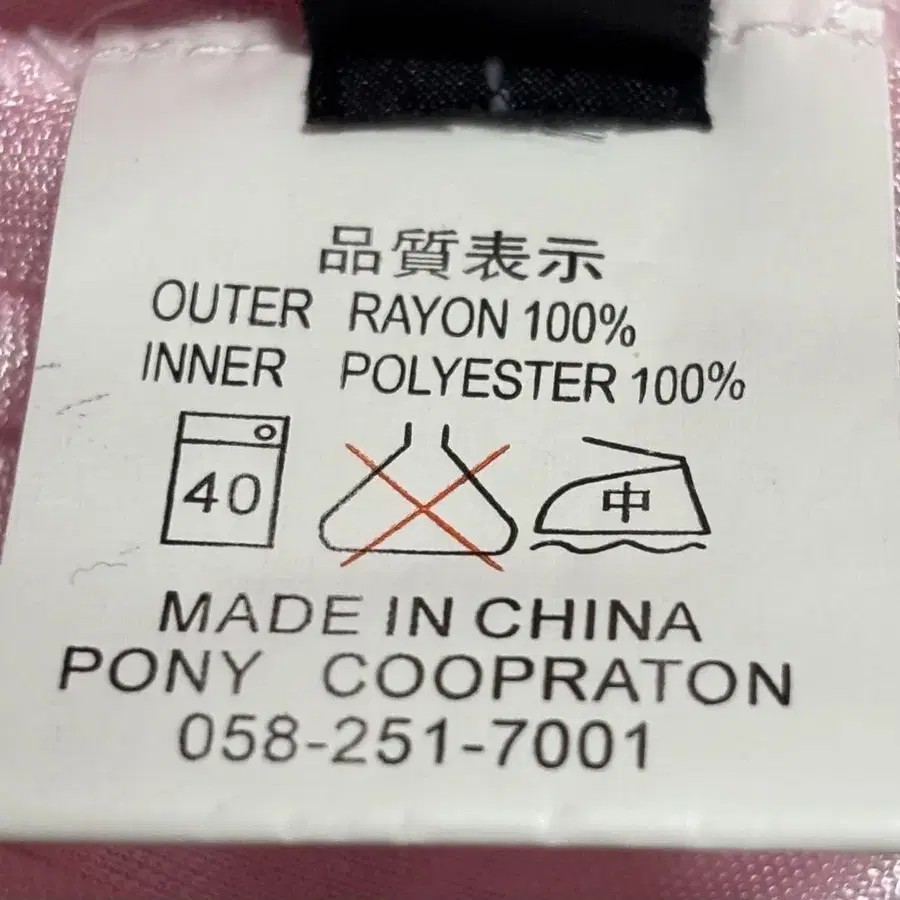 品質表示
OUTER RAYON 100%
INNER POLYESTER 100%
40 中
MADE IN CHINA
PONY COOPRATON
058-251-7001